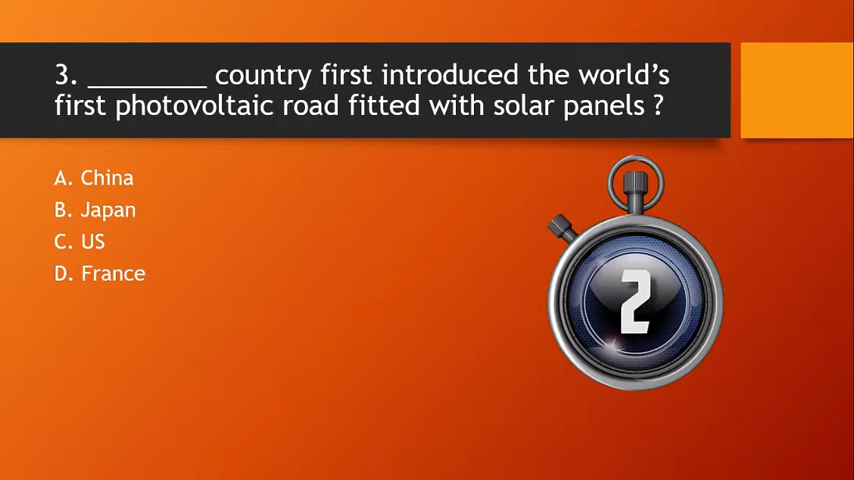 3. ________ country first introduced the world’s
first photovoltaic road fitted with solar panels ?
A. China
B. Japan
C. US
D. France
2